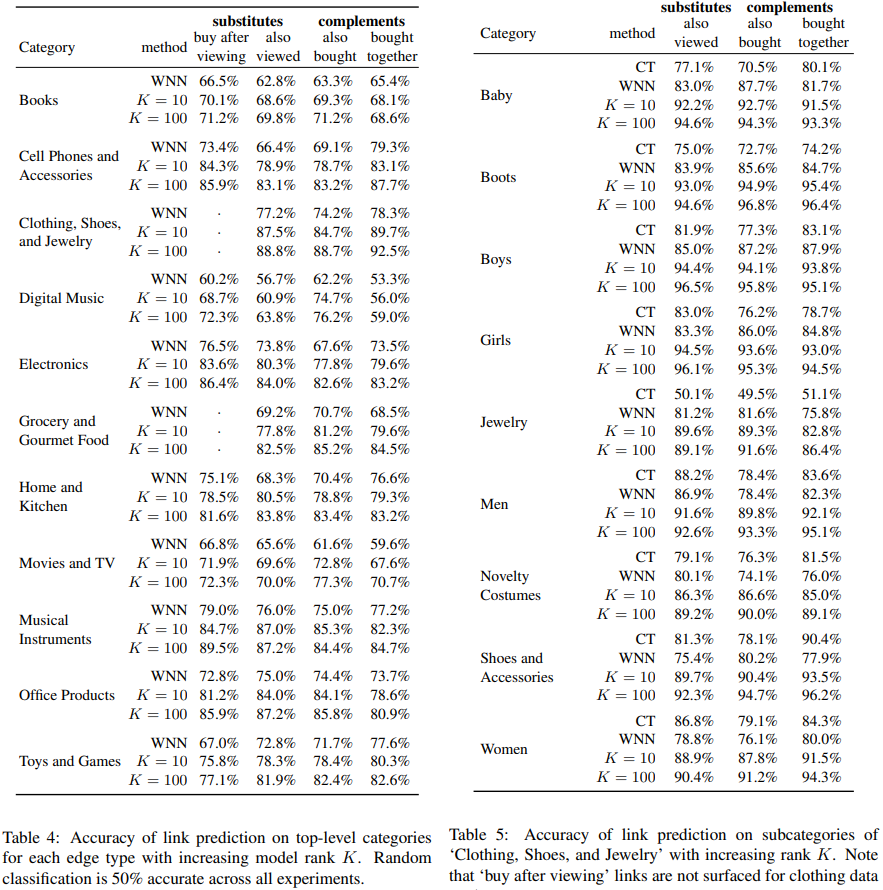 substitutes complements
Category method buy after viewing also viewed also bought bought together
Books
WNN 66.5% 62.8% 63.3% 65.4%
K = 10 70.1% 68.6% 69.3% 68.1%
K = 100 71.2% 69.8% 71.2% 68.6%
Cell Phones and Accessories
WNN 73.4% 66.4% 69.1% 79.3%
K = 10 84.3% 78.9% 78.7% 83.1%
K = 100 85.9% 83.1% 83.2% 87.7%
Clothing, Shoes, and Jewelry
WNN · 77.2% 74.2% 78.3%
K = 10 · 87.5% 84.7% 89.7%
K = 100 · 88.8% 88.7% 92.5%
Digital Music
WNN 60.2% 56.7% 62.2% 53.3%
K = 10 68.7% 60.9% 74.7% 56.0%
K = 100 72.3% 63.8% 76.2% 59.0%
Electronics
WNN 76.5% 73.8% 67.6% 73.5%
K = 10 83.6% 80.3% 77.8% 79.6%
K = 100 86.4% 84.0% 82.6% 83.2%
Grocery and Gourmet Food
WNN · 69.2% 70.7% 68.5%
K = 10 · 77.8% 81.2% 79.6%
K = 100 · 82.5% 85.2% 84.5%
Home and Kitchen
WNN 75.1% 68.3% 70.4% 76.6%
K = 10 78.5% 80.5% 78.8% 79.3%
K = 100 81.6% 83.8% 83.4% 83.2%
Movies and TV
WNN 66.8% 65.6% 61.6% 59.6%
K = 10 71.9% 69.6% 72.8% 67.6%
K = 100 72.3% 70.0% 77.3% 70.7%
Musical Instruments
WNN 79.0% 76.0% 75.0% 77.2%
K = 10 84.7% 87.0% 85.3% 82.3%
K = 100 89.5% 87.2% 84.4% 84.7%
Office Products
WNN 72.8% 75.0% 74.4% 73.7%
K = 10 81.2% 84.0% 84.1% 78.6%
K = 100 85.9% 87.2% 85.8% 80.9%
Toys and Games
WNN 67.0% 72.8% 71.7% 77.6%
K = 10 75.8% 78.3% 78.4% 80.3%
K = 100 77.1% 81.9% 82.4% 82.6%
Table 4: Accuracy of link prediction on top-level categories
for each edge type with increasing model rank K. Random
classification is 50% accurate across all experiments.
substitutes complements
Category method also viewed also bought bought together
Baby
CT 77.1% 70.5% 80.1%
WNN 83.0% 87.7% 81.7%
K = 10 92.2% 92.7% 91.5%
K = 100 94.6% 94.3% 93.3%
Boots
CT 75.0% 72.7% 74.2%
WNN 83.9% 85.6% 84.7%
K = 10 93.0% 94.9% 95.4%
K = 100 94.6% 96.8% 96.4%
Boys
CT 81.9% 77.3% 83.1%
WNN 85.0% 87.2% 87.9%
K = 10 94.4% 94.1% 93.8%
K = 100 96.5% 95.8% 95.1%
Girls
CT 83.0% 76.2% 78.7%
WNN 83.3% 86.0% 84.8%
K = 10 94.5% 93.6% 93.0%
K = 100 96.1% 95.3% 94.5%
Jewelry
CT 50.1% 49.5% 51.1%
WNN 81.2% 81.6% 75.8%
K = 10 89.6% 89.3% 82.8%
K = 100 89.1% 91.6% 86.4%
Men
CT 88.2% 78.4% 83.6%
WNN 86.9% 78.4% 82.3%
K = 10 91.6% 89.8% 92.1%
K = 100 92.6% 93.3% 95.1%
Novelty Costumes
CT 79.1% 76.3% 81.5%
WNN 80.1% 74.1% 76.0%
K = 10 86.3% 86.6% 85.0%
K = 100 89.2% 90.0% 89.1%
Shoes and Accessories
CT 81.3% 78.1% 90.4%
WNN 75.4% 80.2% 77.9%
K = 10 89.7% 90.4% 93.5%
K = 100 92.3% 94.7% 96.2%
Women
CT 86.8% 79.1% 84.3%
WNN 78.8% 76.1% 80.0%
K = 10 88.9% 87.8% 91.5%
K = 100 90.4% 91.2% 94.3%
Table 5: Accuracy of link prediction on subcategories of
‘Clothing, Shoes, and Jewelry’ with increasing rank K. Note
that ‘buy after viewing’ links are not surfaced for clothing data